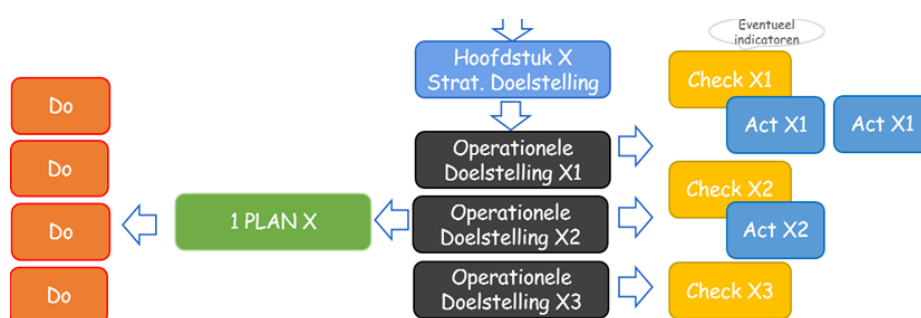 Eventueel
indicatoren
Hoofdstuk X
Strat. Doelstelling
Check X1
Do
Act X1
Act X1
Operationele
Doelstelling X1
Do
Check X2
1 PLAN X
Operationele
Doelstelling X2
Do
Act X2
Operationele
Doelstelling X3
Check X3
Do